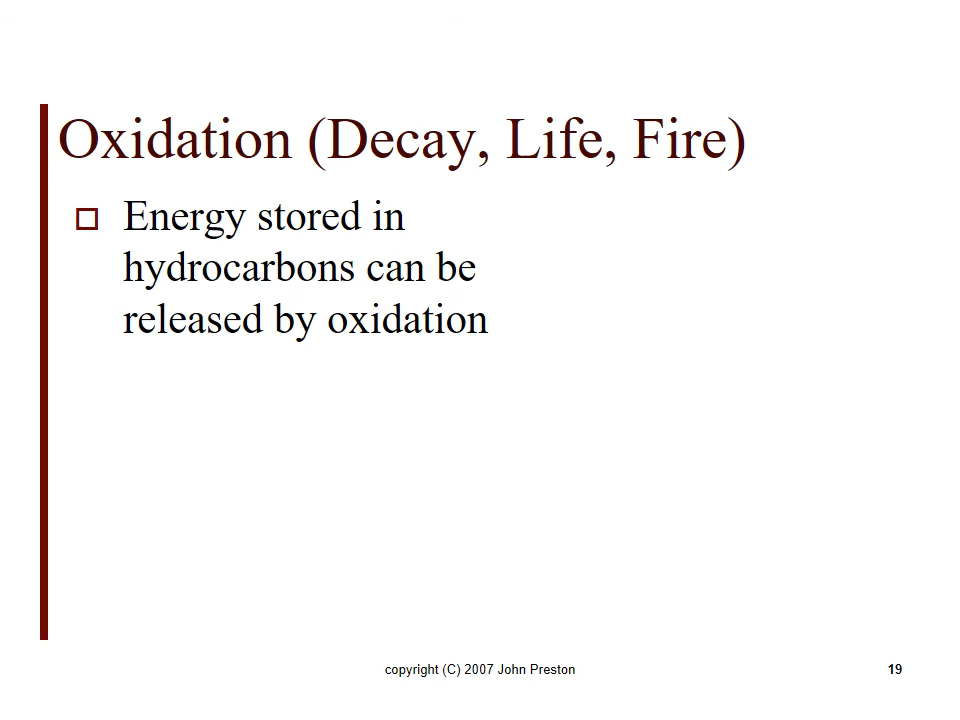 Oxidation (Decay, Life, Fire)
Energy stored in
hydrocarbons can be
released by oxidation
copyright (C) 2007 John Preston
19